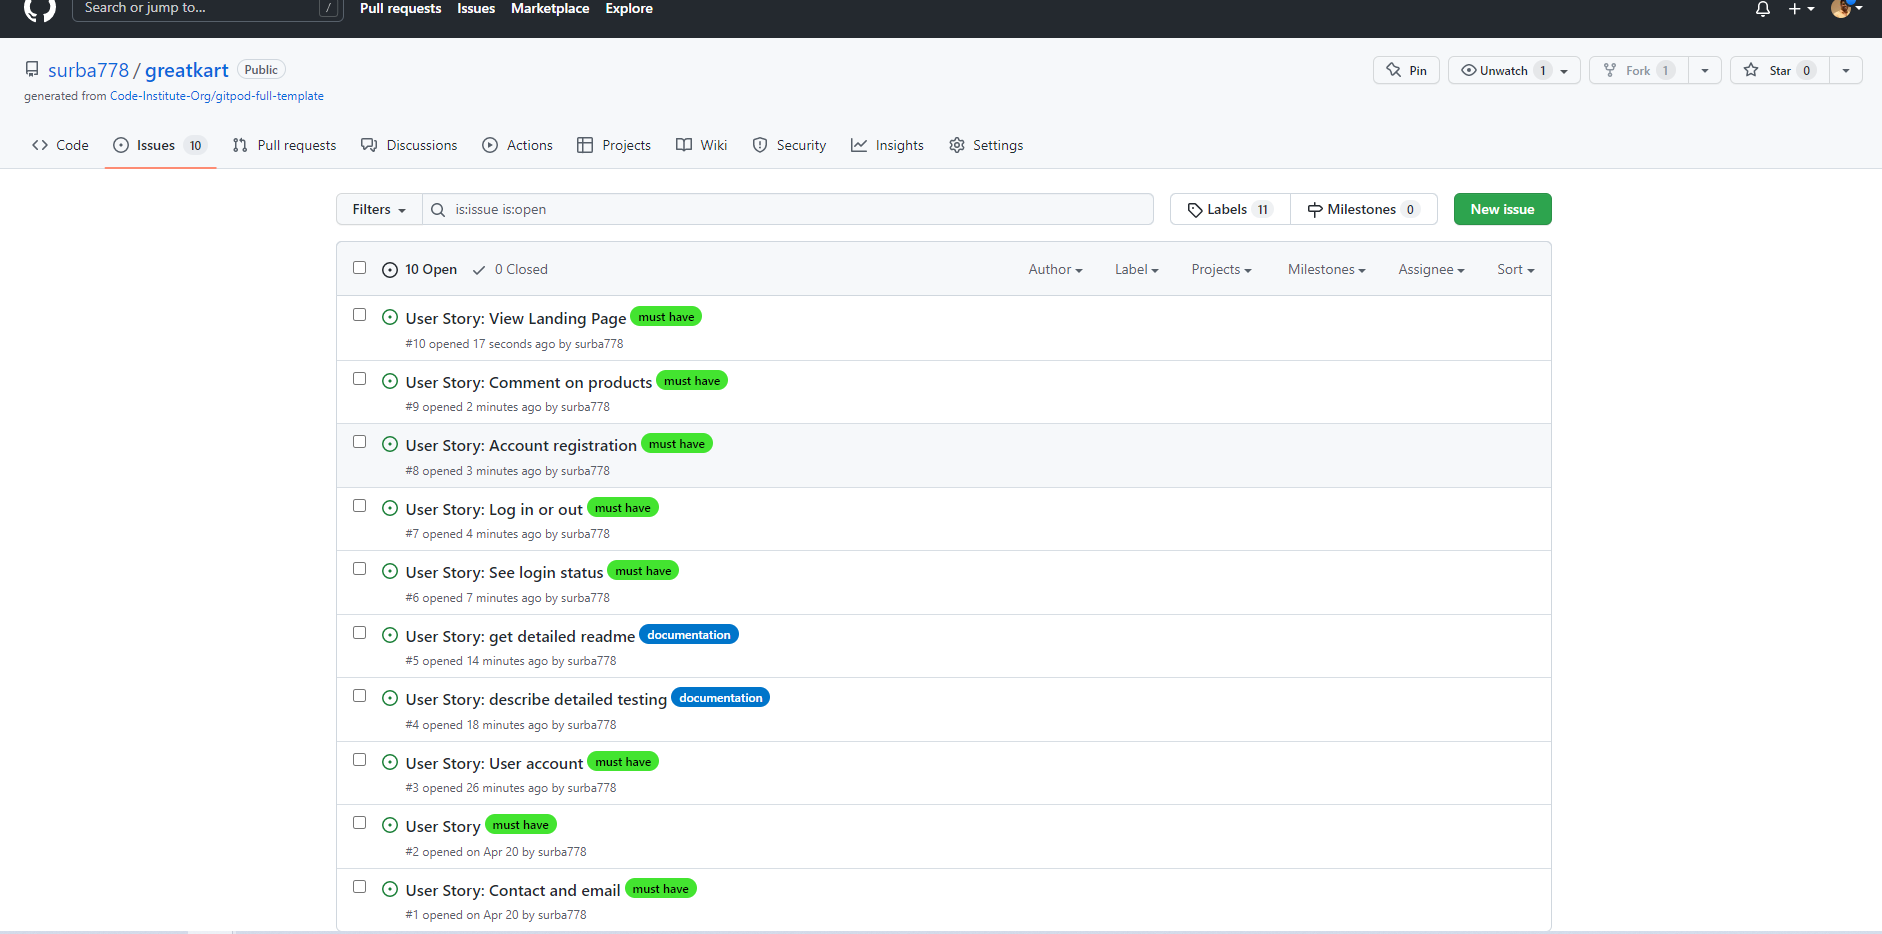 Search or jump to... / Pull requests Issues Marketplace Explore
surba778 / greatkart Public Pin Unwatch 1 Fork 1 Star 0
generated from Code-Institute-Org/gitpod-full-template
Code Issues 10 Pull requests Discussions Actions Projects Wiki Security Insights Settings
Filters is:issue is:open Labels 11 Milestones 0 New issue
10 Open 0 Closed Author Label Projects Milestones Assignee Sort
User Story: View Landing Page must have
#10 opened 17 seconds ago by surba778
User Story: Comment on products must have
#9 opened 2 minutes ago by surba778
User Story: Account registration must have
#8 opened 3 minutes ago by surba778
User Story: Log in or out must have
#7 opened 4 minutes ago by surba778
User Story: See login status must have
#6 opened 7 minutes ago by surba778
User Story: get detailed readme documentation
#5 opened 14 minutes ago by surba778
User Story: describe detailed testing documentation
#4 opened 18 minutes ago by surba778
User Story: User account must have
#3 opened 26 minutes ago by surba778
User Story must have
#2 opened on Apr 20 by surba778
User Story: Contact and email must have
#1 opened on Apr 20 by surba778